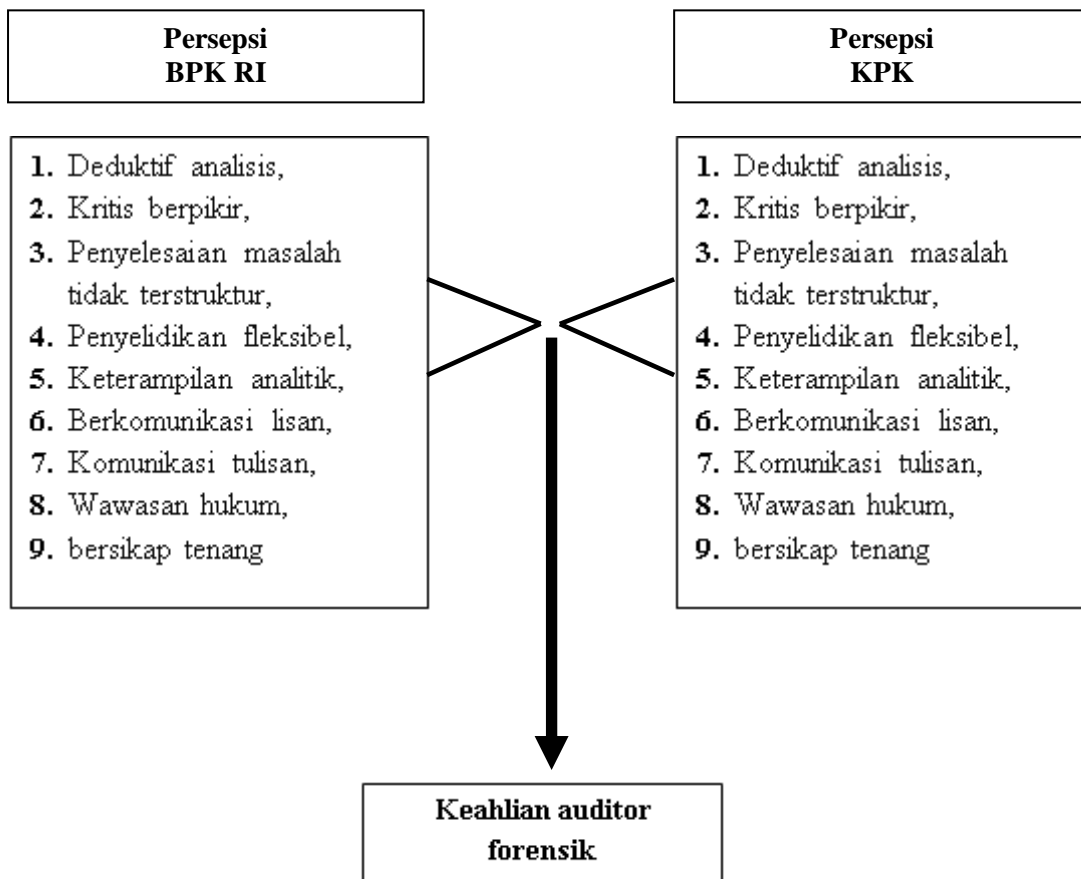 Persepsi
BPK RI
1. Deduktif analisis,
2. Kritis berpikir,
3. Penyelesaian masalah
tidak terstruktur,
4. Penyelidikan fleksibel,
5. Keterampilan analitik,
6. Berkomunikasi lisan,
7. Komunikasi tulisan,
8. Wawasan hukum,
9. bersikap tenang
Persepsi
KPK
1. Deduktif analisis,
2. Kritis berpikir,
3. Penyelesaian masalah
tidak terstruktur,
4. Penyelidikan fleksibel,
5. Keterampilan analitik,
6. Berkomunikasi lisan,
7. Komunikasi tulisan,
8. Wawasan hukum,
9. bersikap tenang
Keahlian auditor
forensik